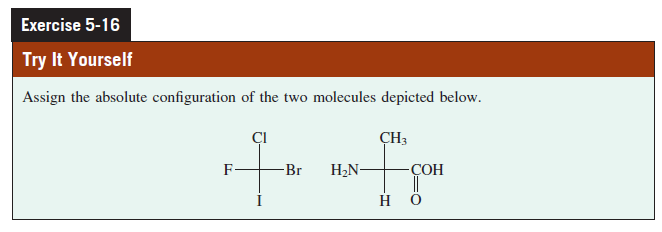 Exercise 5-16
Try It Yourself
Assign the absolute configuration of the two molecules depicted below.
Cl CH₃
F Br H₂N COH
I H O